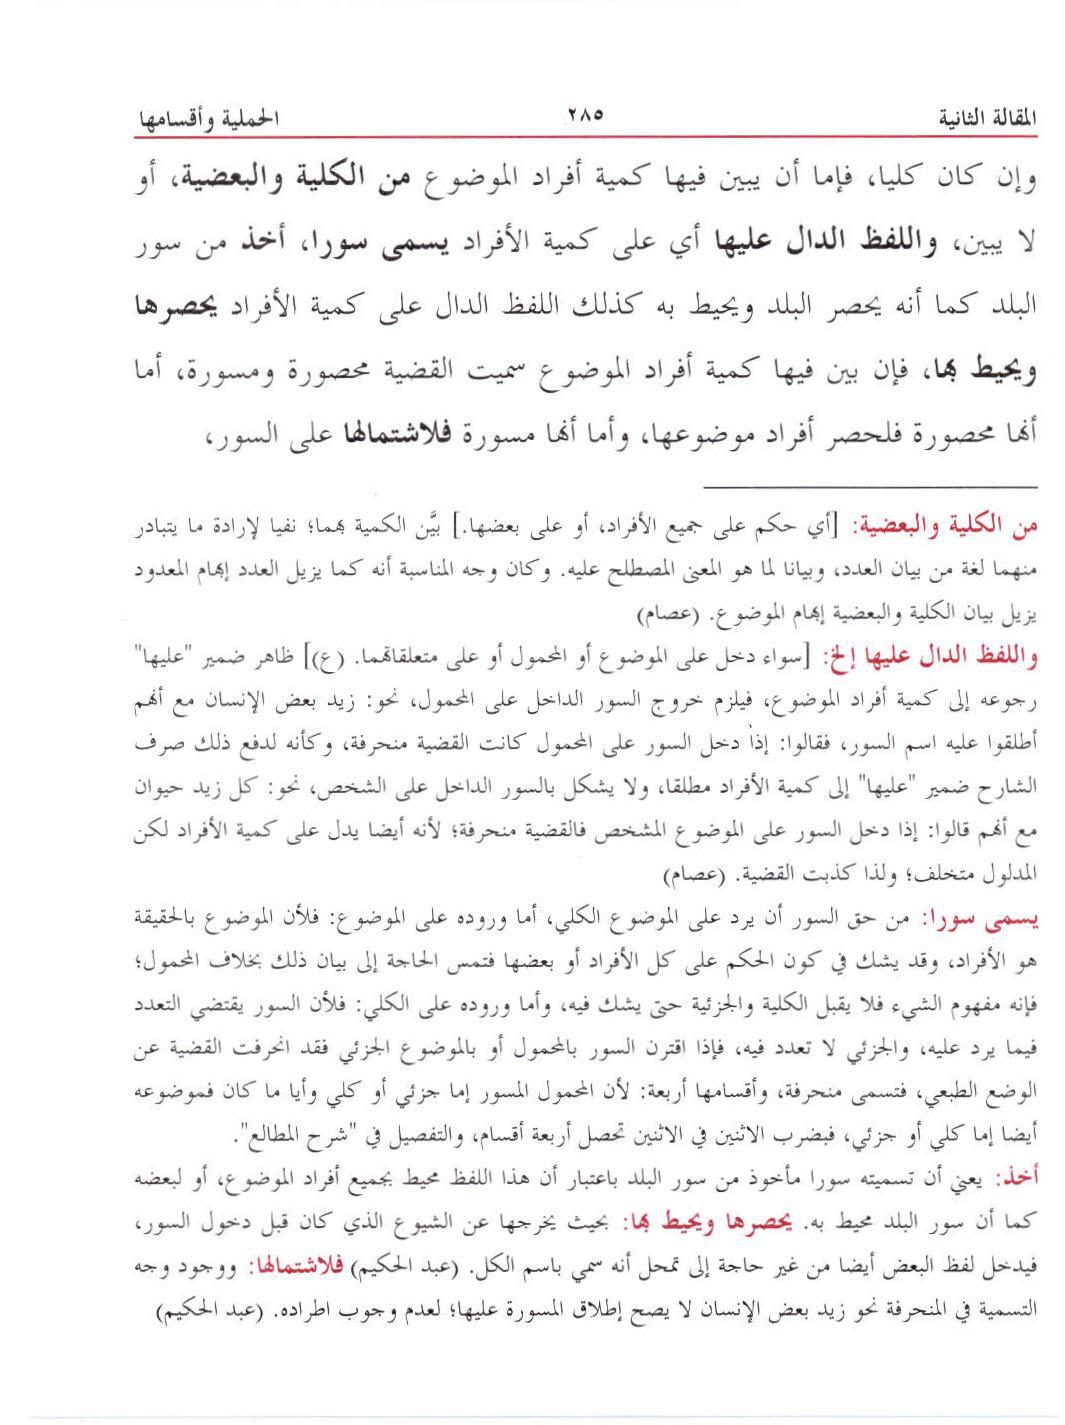 المقالة الثانية ٢٨٥ الحملية وأقسامها
وإن كان كليا، فإما أن يبين فيها كمية أفراد الموضوع من الكلية والبعضية، أو
لا يبين، واللفظ الدال عليها أي على كمية الأفراد يسمى سورا، أخذ من سور
البلد كما أنه يحصر البلد ويحيط به كذلك اللفظ الدال على كمية الأفراد يحصرها
ويحيط بها، فإن بين فيها كمية أفراد الموضوع سميت القضية محصورة ومسورة، أما
أنها محصورة فلحصر أفراد موضوعها، وأما أنها مسورة فلاشتمالها على السور،
من الكلية والبعضية: [أي حكم على جميع الأفراد، أو على بعضها.] بيَّن الكمية بهما؛ نفيا لإرادة ما يتبادر
منهما لغة من بيان العدد، وبيانا لما هو المعنى المصطلح عليه. وكان وجه المناسبة أنه كما يزيل العدد إبهام المعدود
يزيل بيان الكلية والبعضية إبهام الموضوع. (عصام)
واللفظ الدال عليها إلخ: [سواء دخل على الموضوع أو المحمول أو على متعلقاتهما. (ع)] ظاهر ضمير "عليها"
رجوعه إلى كمية أفراد الموضوع، فيلزم خروج السور الداخل على المحمول، نحو: زيد بعض الإنسان مع أنهم
أطلقوا عليه اسم السور، فقالوا: إذا دخل السور على المحمول كانت القضية منحرفة، وكأنه لدفع ذلك صرف
الشارح ضمير "عليها" إلى كمية الأفراد مطلقا، ولا يشكل بالسور الداخل على الشخص، نحو: كل زيد حيوان
مع أنهم قالوا: إذا دخل السور على الموضوع المشخص فالقضية منحرفة؛ لأنه أيضا يدل على كمية الأفراد لكن
المدلول متخلف؛ ولذا كذبت القضية. (عصام)
يسمى سورا: من حق السور أن يرد على الموضوع الكلي، أما وروده على الموضوع: فلأن الموضوع بالحقيقة
هو الأفراد، وقد يشك في كون الحكم على كل الأفراد أو بعضها فتمس الحاجة إلى بيان ذلك بخلاف المحمول؛
فإنه مفهوم الشيء فلا يقبل الكلية والجزئية حتى يشك فيه، وأما وروده على الكلي: فلأن السور يقتضي التعدد
فيما يرد عليه، والجزئي لا تعدد فيه، فإذا اقترن السور بالمحمول أو بالموضوع الجزئي فقد انحرفت القضية عن
الوضع الطبعي، فتسمى منحرفة، وأقسامها أربعة: لأن المحمول المسور إما جزئي أو كلي وأيا ما كان فموضوعه
أيضا إما كلي أو جزئي، فبضرب الاثنين في الاثنين تحصل أربعة أقسام، والتفصيل في "شرح المطالع".
أخذ: يعني أن تسميته سورا مأخوذ من سور البلد باعتبار أن هذا اللفظ محيط بجميع أفراد الموضوع، أو لبعضه
كما أن سور البلد محيط به. يحصرها ويحيط بها: بحيث يخرجها عن الشيوع الذي كان قبل دخول السور،
فيدخل لفظ البعض أيضا من غير حاجة إلى تمحل أنه سمي باسم الكل. (عبد الحكيم) فلاشتمالها: ووجود وجه
التسمية في المنحرفة نحو زيد بعض الإنسان لا يصح إطلاق المسورة عليها؛ لعدم وجوب اطراده. (عبد الحكيم)